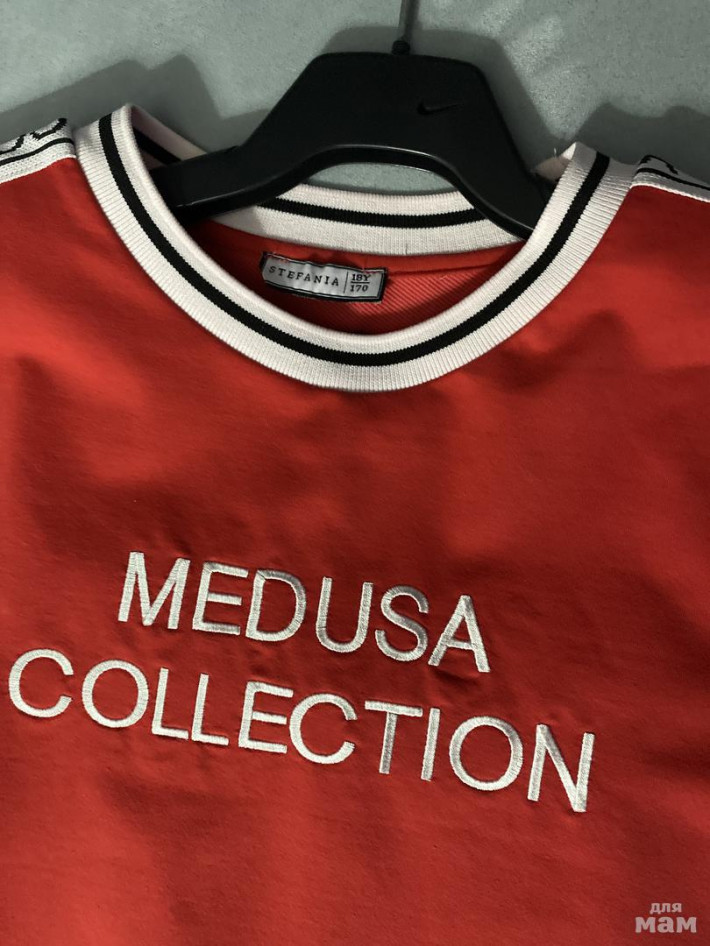 STEFANIA
18Y
170
MEDUSA
COLLECTION
для
мам